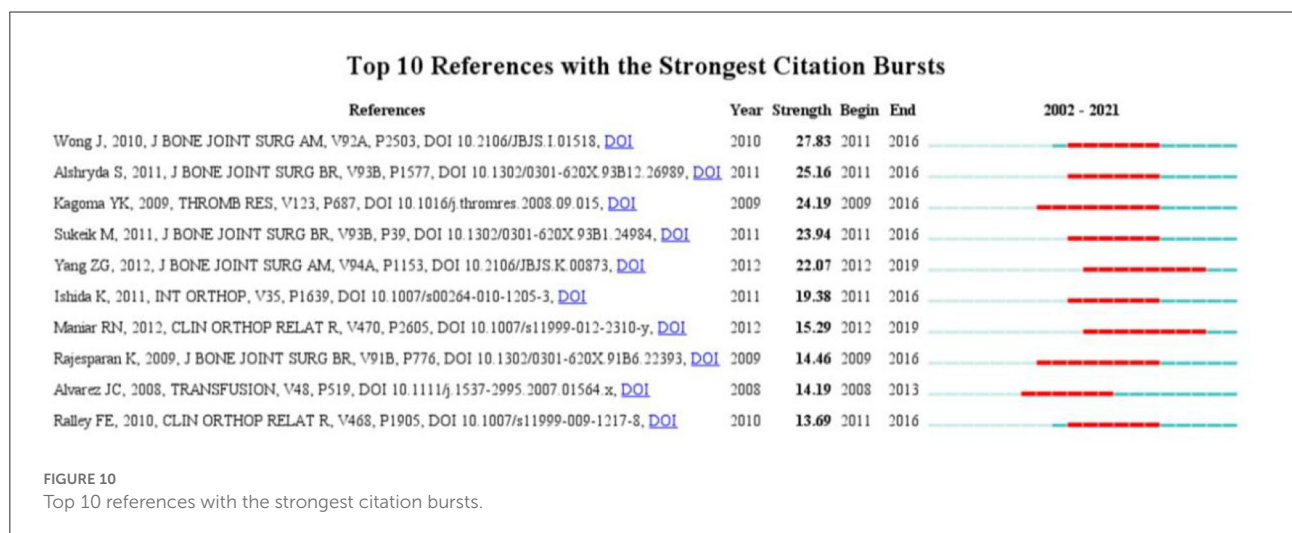 Top 10 References with the Strongest Citation Bursts
References Year Strength Begin End 2002 - 2021
Wong J, 2010, J BONE JOINT SURG AM, V92A, P2503, DOI 10.2106/JBJS.I.01518, DOI 2010 27.83 2011 2016
Alshryda S, 2011, J BONE JOINT SURG BR, V93B, P1577, DOI 10.1302/0301-620X.93B12.26989, DOI 2011 25.16 2011 2016
Kagoma YK, 2009, THROMB RES, V123, P687, DOI 10.1016/j.thromres.2008.09.015, DOI 2009 24.19 2009 2016
Sukeik M, 2011, J BONE JOINT SURG BR, V93B, P39, DOI 10.1302/0301-620X.93B1.24984, DOI 2011 23.94 2011 2016
Yang ZG, 2012, J BONE JOINT SURG AM, V94A, P1153, DOI 10.2106/JBJS.K.00873, DOI 2012 22.07 2012 2019
Ishida K, 2011, INT ORTHOP, V35, P1639, DOI 10.1007/s00264-010-1205-3, DOI 2011 19.38 2011 2016
Maniar RN, 2012, CLIN ORTHOP RELAT R, V470, P2605, DOI 10.1007/s11999-012-2310-y, DOI 2012 15.29 2012 2019
Rajesparan K, 2009, J BONE JOINT SURG BR, V91B, P776, DOI 10.1302/0301-620X.91B6.22393, DOI 2009 14.46 2009 2016
Alvarez JC, 2008, TRANSFUSION, V48, P519, DOI 10.1111/j.1537-2995.2007.01564.x, DOI 2008 14.19 2008 2013
Ralley FE, 2010, CLIN ORTHOP RELAT R, V468, P1905, DOI 10.1007/s11999-009-1217-8, DOI 2010 13.69 2011 2016
FIGURE 10
Top 10 references with the strongest citation bursts.